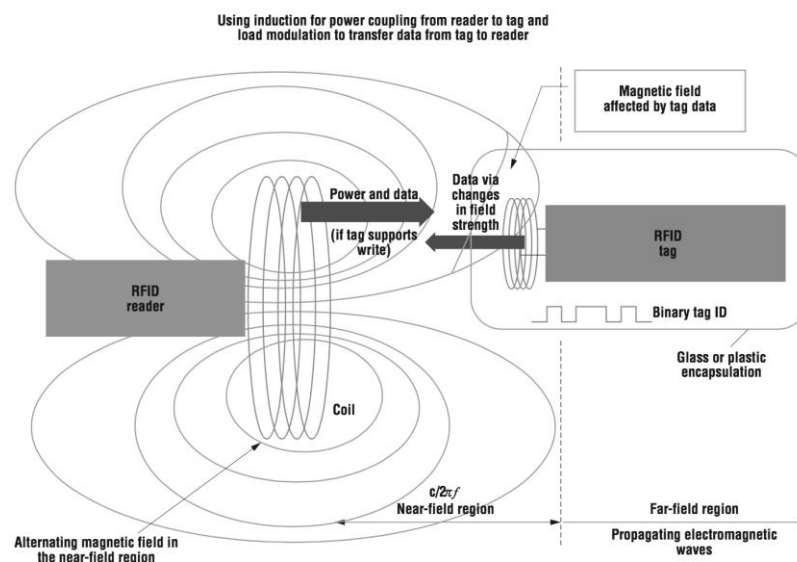 Using induction for power coupling from reader to tag and
load modulation to transfer data from tag to reader
Magnetic field
affected by tag data
Power and data
(if tag supports
write)
Data via
changes
in field
strength
RFID
tag
RFID
reader
Binary tag ID
Glass or plastic
encapsulation
Coil
c/2πf
Near-field region
Far-field region
Propagating electromagnetic
waves
Alternating magnetic field in
the near-field region